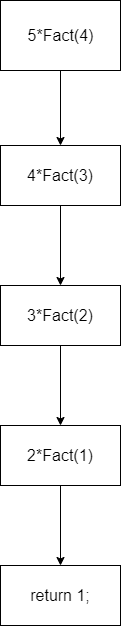 5*Fact(4)
4*Fact(3)
3*Fact(2)
2*Fact(1)
return 1;